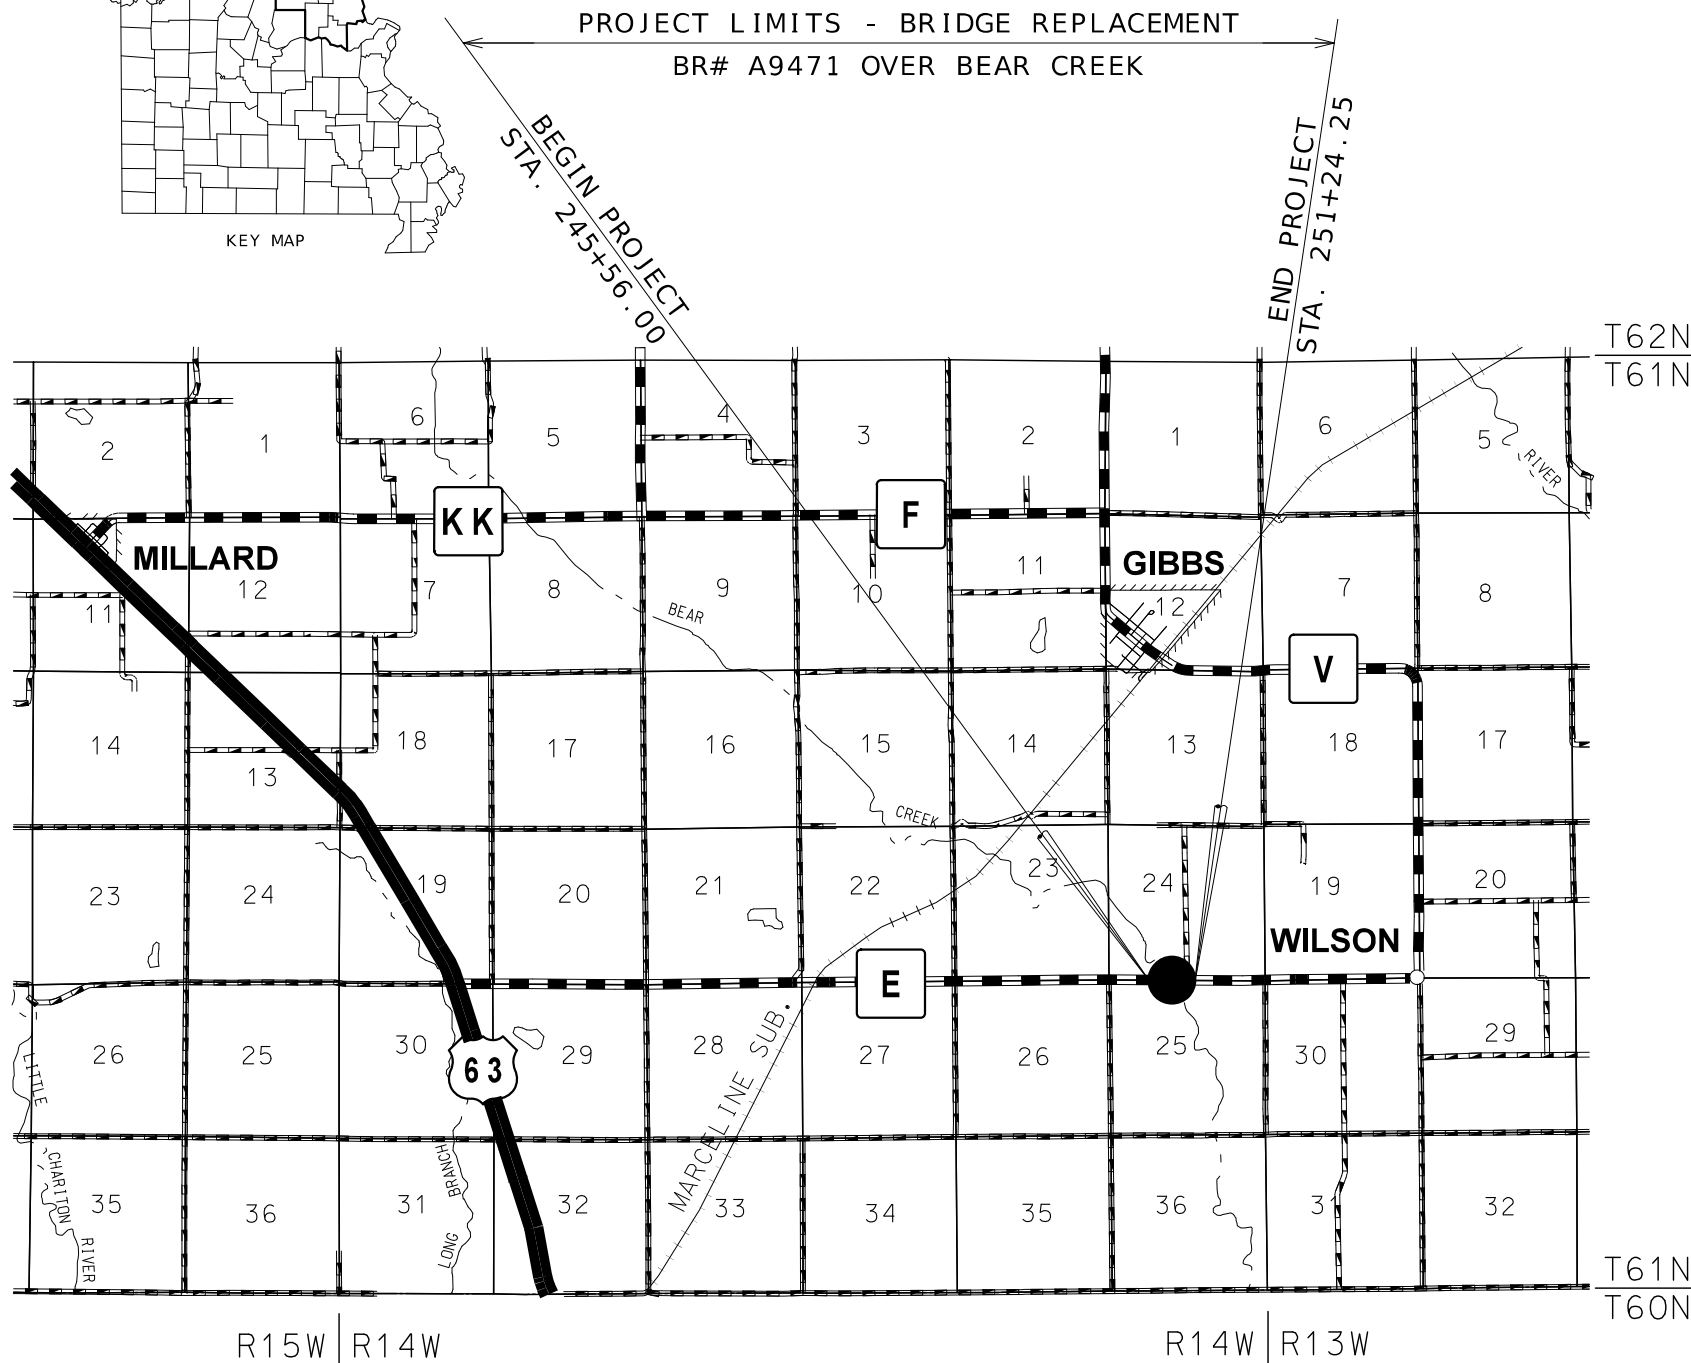 PROJECT LIMITS - BRIDGE REPLACEMENT
BR# A9471 OVER BEAR CREEK
KEY MAP
BEGIN PROJECT
STA. 245+56.00
END PROJECT
STA. 251+24.25
T62N
T61N
2 1 6 5 4 3 2 1 6 5
RIVER
KK F
MILLARD GIBBS
11 12 7 8 9 10 11 12 7 8
BEAR
V
14 13 18 17 16 15 14 13 18 17
CREEK
23 24 19 20 21 22 23 24 19 20
WILSON
E
26 25 30 29 28 27 26 25 30 29
63
LITTLE
MARCELINE SUB.
35 36 31 32 33 34 35 36 31 32
CHARITON
RIVER
LONG BRANCH
T61N
T60N
R15W R14W
R14W R13W